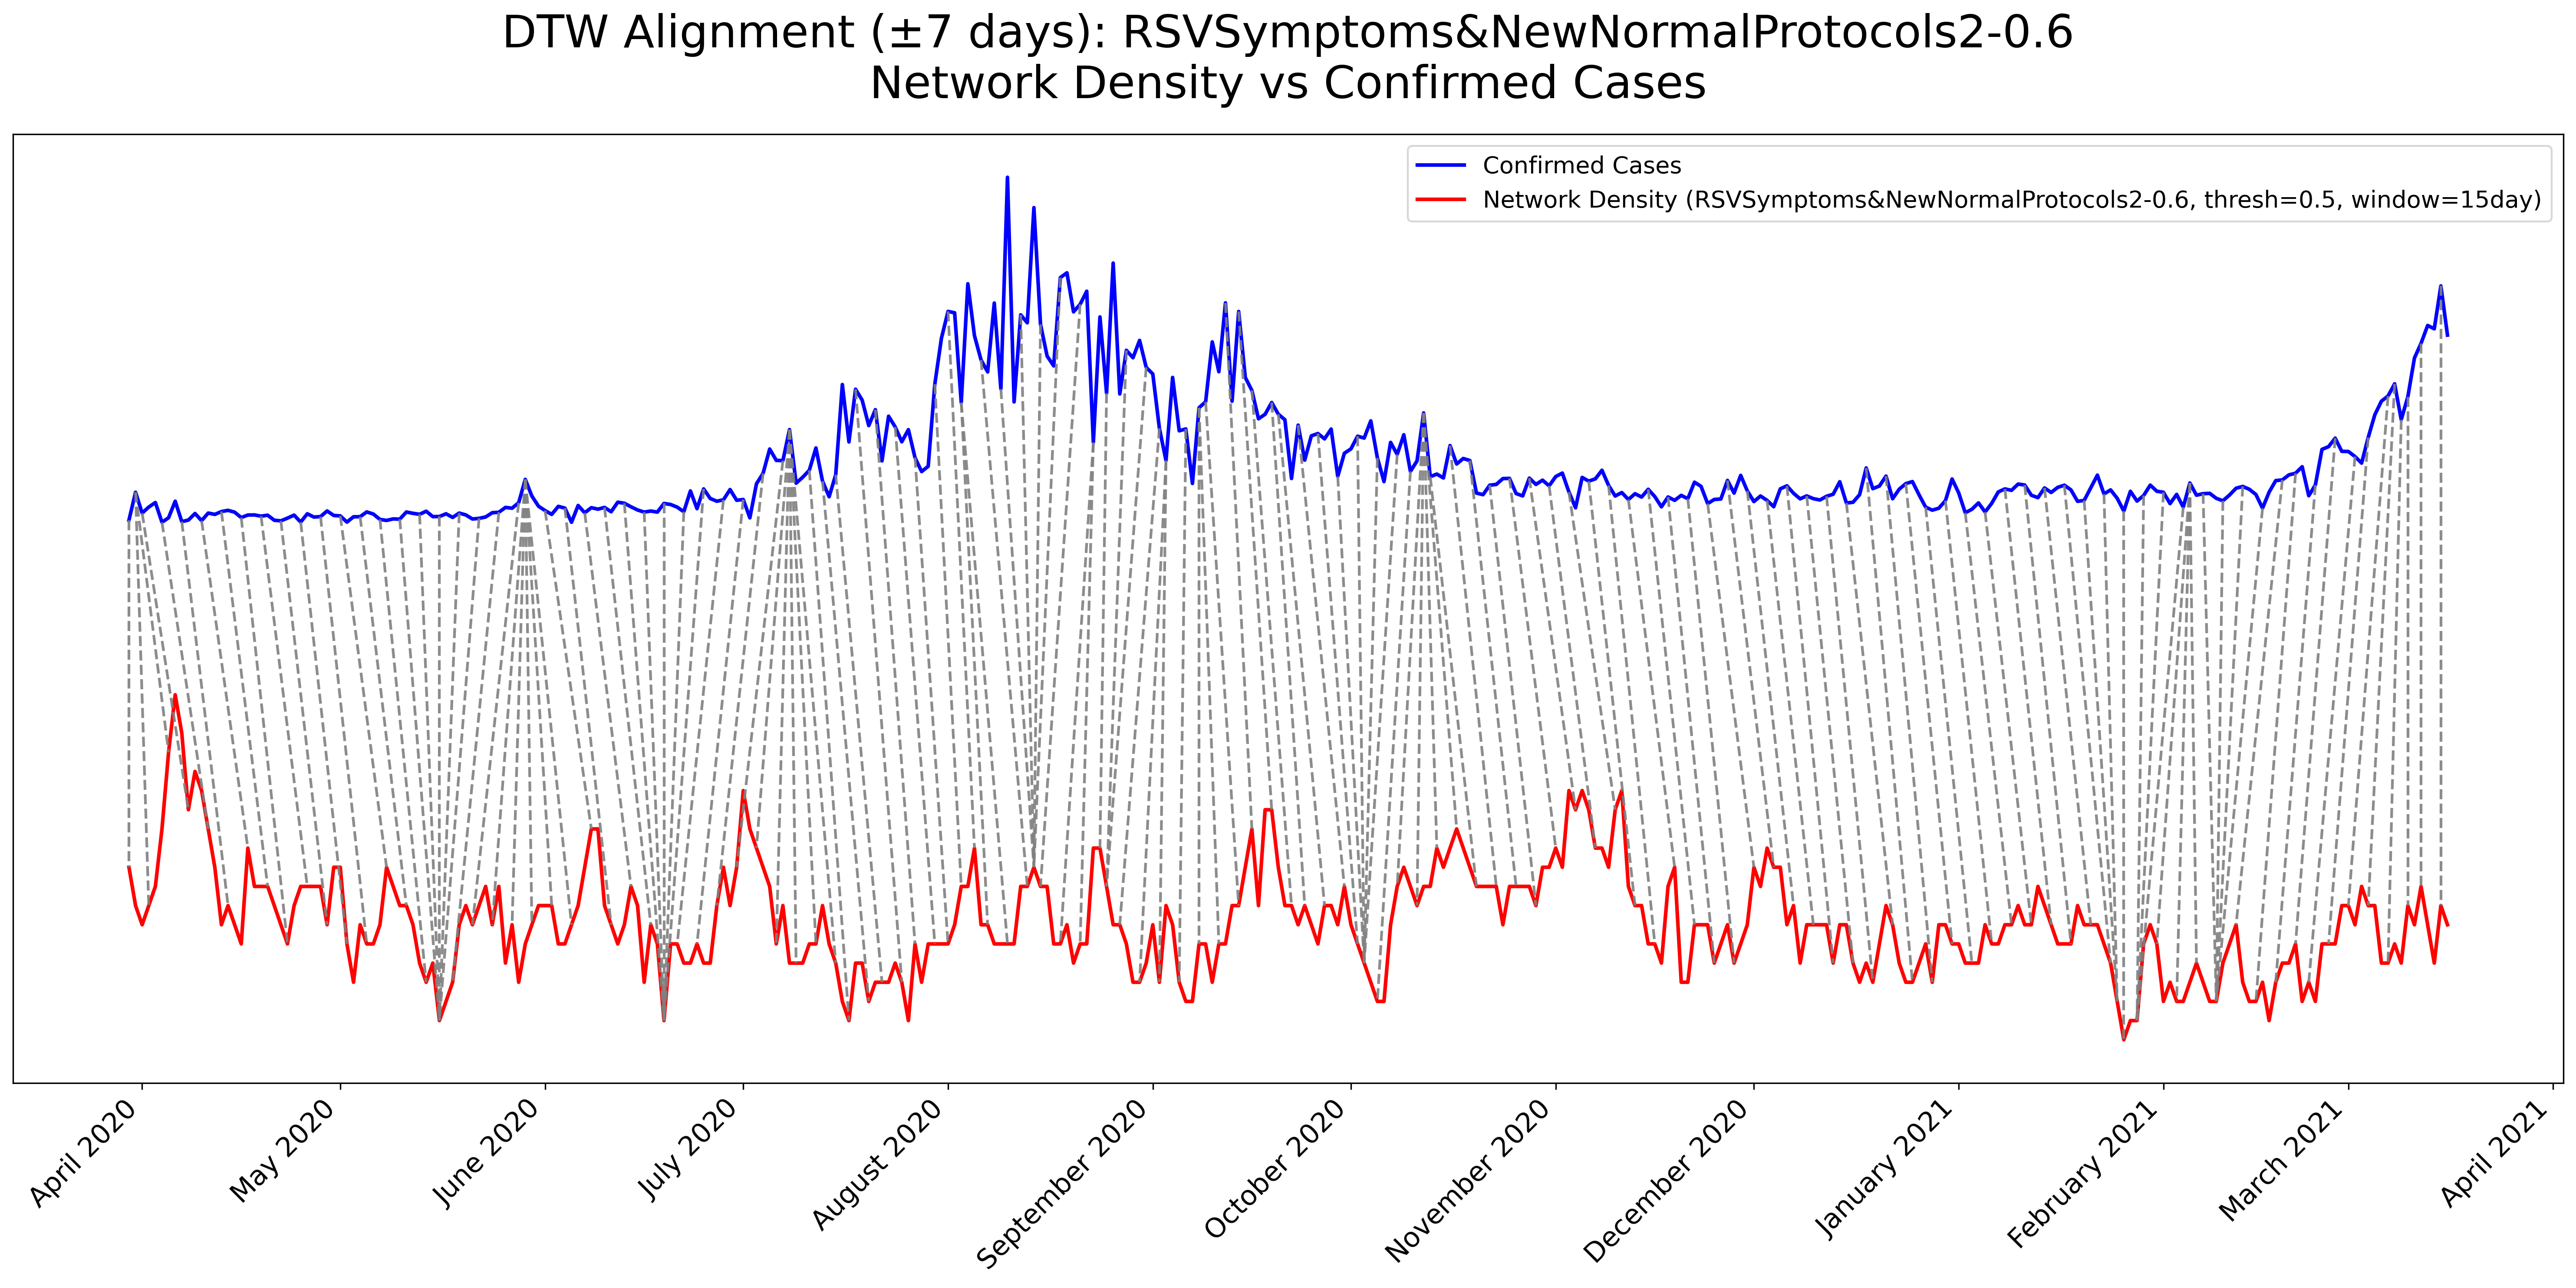 DTW Alignment (±7 days): RSVSymptoms&NewNormalProtocols2-0.6
Network Density vs Confirmed Cases
Confirmed Cases
Network Density (RSVSymptoms&NewNormalProtocols2-0.6, thresh=0.5, window=15day)
April 2020
May 2020
June 2020
July 2020
August 2020
September 2020
October 2020
November 2020
December 2020
January 2021
February 2021
March 2021
April 2021